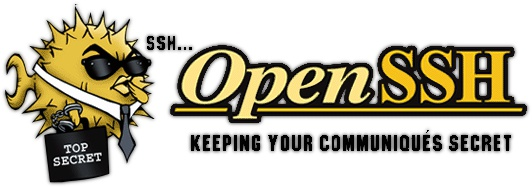 SSH...
OpenSSH
KEEPING YOUR COMMUNIQUÉS SECRET
TOP
SECRET